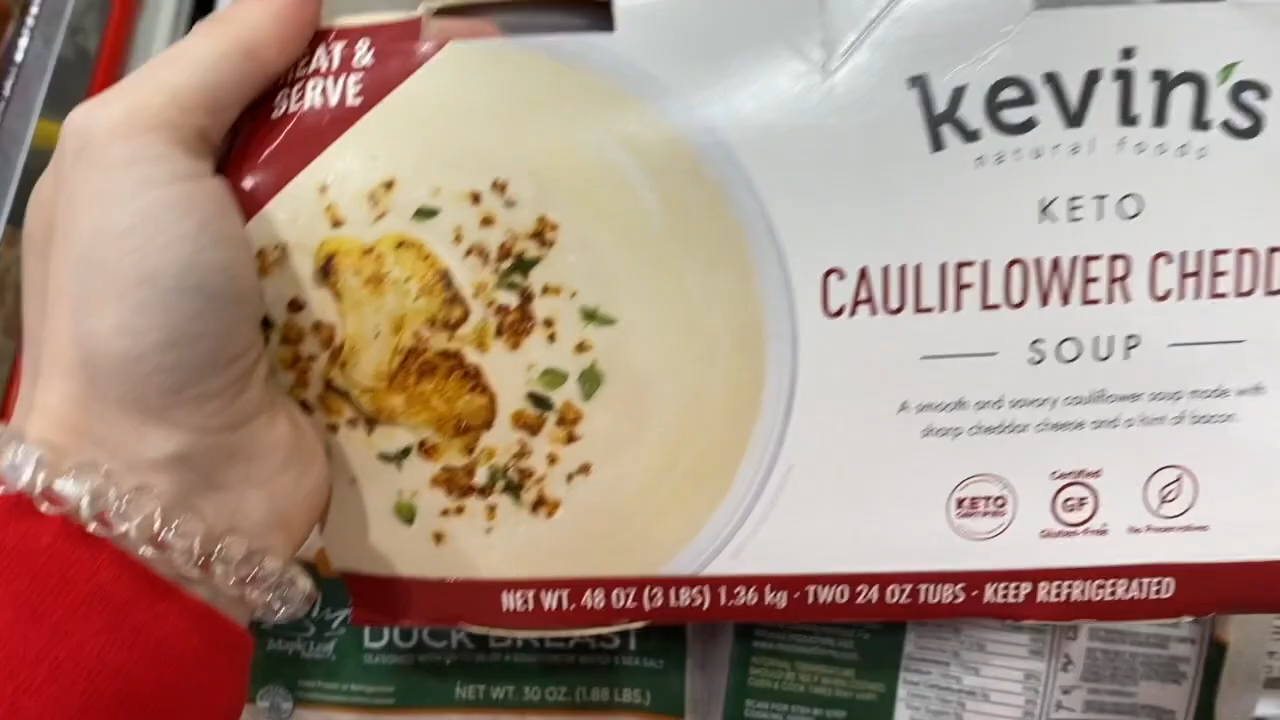 HEAT &
SERVE
kevin's
natural foods
KETO
CAULIFLOWER CHEDD
SOUP
A smooth and savory cauliflower soup made with
sharp cheddar cheese and a hint of bacon.
KETO
CERTIFIED
Certified
GF
Gluten-Free
No Preservatives
NET WT. 48 OZ (3 LBS) 1.36 kg · TWO 24 OZ TUBS · KEEP REFRIGERATED
Maple Leaf
DUCK BREAST
NET WT. 30 OZ. (1.88 LBS.)